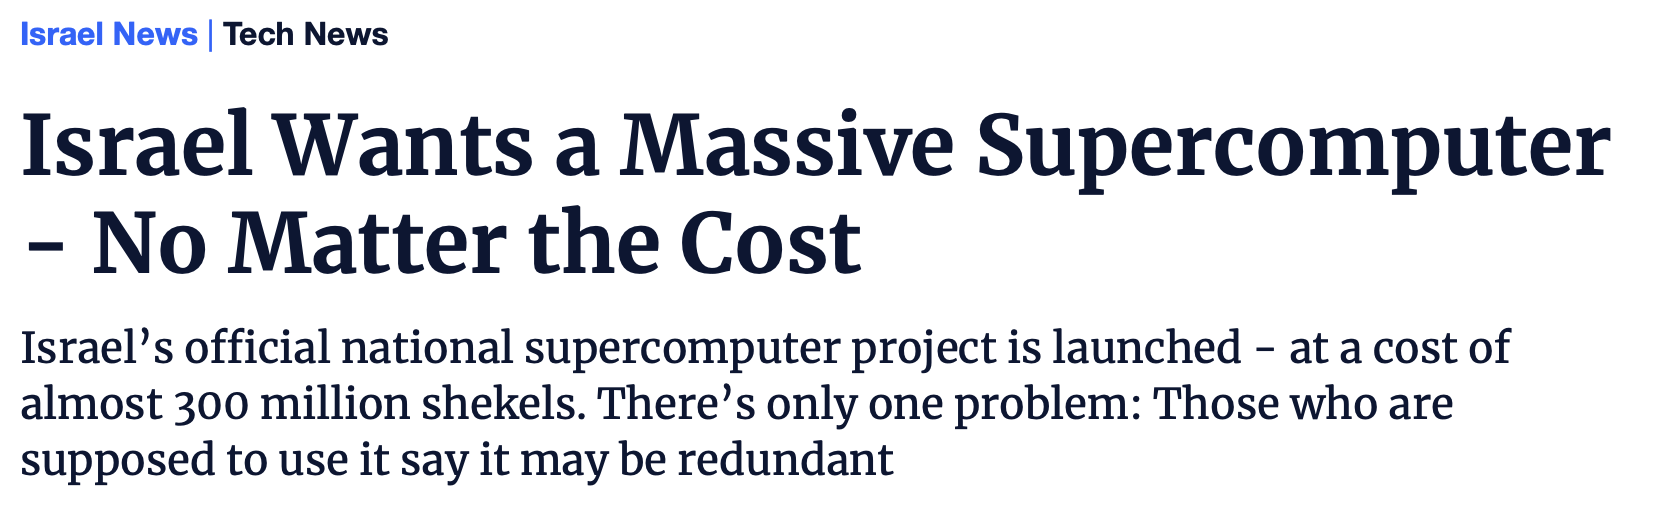 Israel News | Tech News
Israel Wants a Massive Supercomputer
- No Matter the Cost
Israel’s official national supercomputer project is launched - at a cost of
almost 300 million shekels. There’s only one problem: Those who are
supposed to use it say it may be redundant